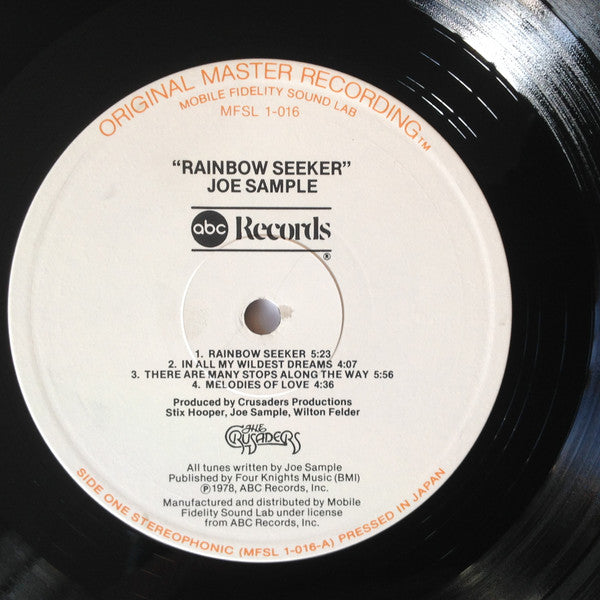 ORIGINAL MASTER RECORDING™
MOBILE FIDELITY SOUND LAB
MFSL 1-016
"RAINBOW SEEKER"
JOE SAMPLE
abc Records®
1. RAINBOW SEEKER 5:23
2. IN ALL MY WILDEST DREAMS 4:07
3. THERE ARE MANY STOPS ALONG THE WAY 5:56
4. MELODIES OF LOVE 4:36
Produced by Crusaders Productions
Stix Hooper, Joe Sample, Wilton Felder
THE
CRUSADERS
All tunes written by Joe Sample
Published by Four Knights Music (BMI)
℗1978, ABC Records, Inc.
Manufactured and distributed by Mobile
Fidelity Sound Lab under license
from ABC Records, Inc.
SIDE ONE STEREOPHONIC (MFSL 1-016-A) PRESSED IN JAPAN